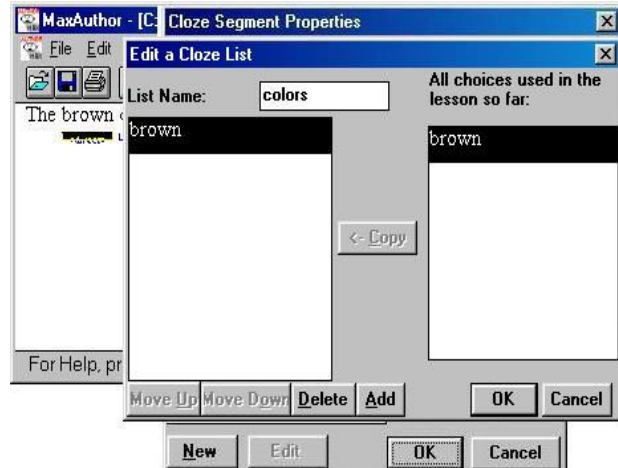 MaxAuthor - [C:
Cloze Segment Properties
File Edit
Edit a Cloze List
List Name:
colors
All choices used in the
lesson so far:
The brown
brown
brown
<- Copy
For Help, pr
Move Up Move Down Delete Add
OK Cancel
New Edit OK Cancel